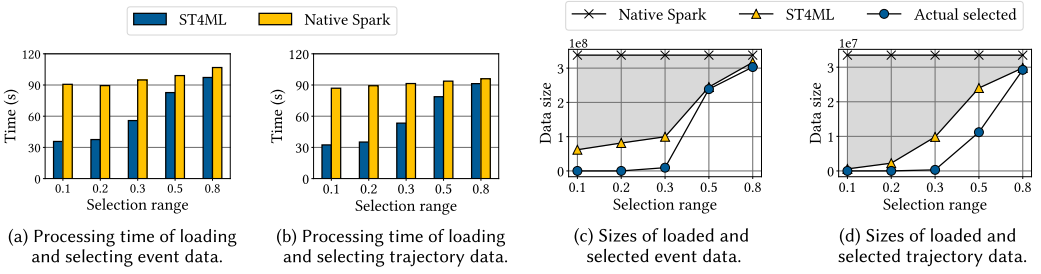 ST4ML Native Spark
Native Spark ST4ML Actual selected
120
90
60
30
0
Time (s)
0.1 0.2 0.3 0.5 0.8
Selection range
(a) Processing time of loading
and selecting event data.
120
90
60
30
0
Time (s)
0.1 0.2 0.3 0.5 0.8
Selection range
(b) Processing time of loading
and selecting trajectory data.
1e8
3
2
1
0
Data size
0.1 0.2 0.3 0.5 0.8
Selection range
(c) Sizes of loaded and
selected event data.
1e7
3
2
1
0
Data size
0.1 0.2 0.3 0.5 0.8
Selection range
(d) Sizes of loaded and
selected trajectory data.